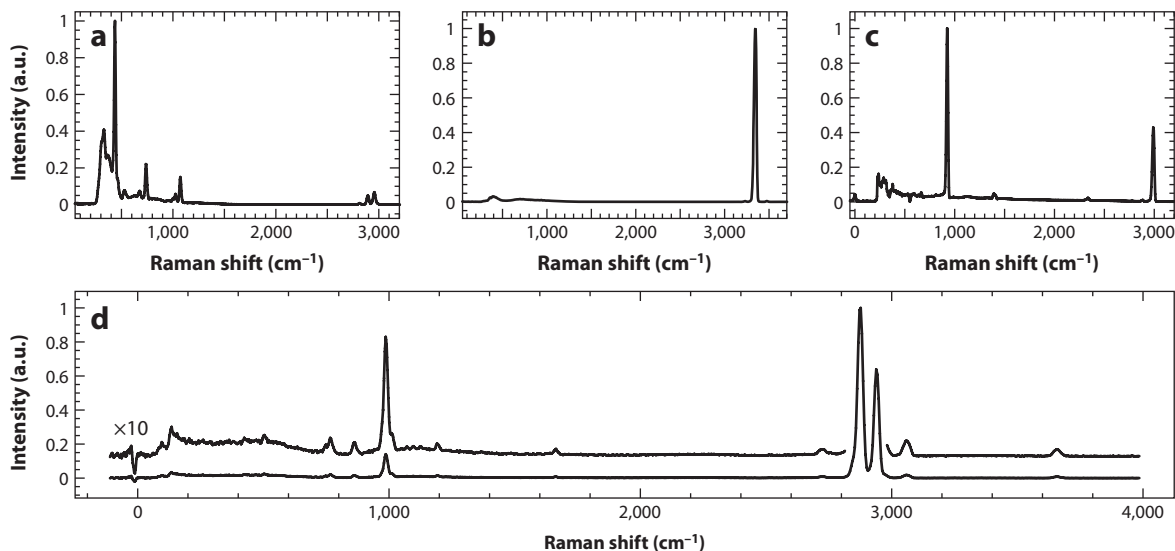 a
b
c
Intensity (a.u.)
1
0.8
0.6
0.4
0.2
0
1
0.8
0.6
0.4
0.2
0
1
0.8
0.6
0.4
0.2
0
1,000 2,000 3,000
1,000 2,000 3,000
0 1,000 2,000 3,000
Raman shift (cm⁻¹)
Raman shift (cm⁻¹)
Raman shift (cm⁻¹)
d
Intensity (a.u.)
1
0.8
0.6
0.4
0.2
0
×10
0 1,000 2,000 3,000 4,000
Raman shift (cm⁻¹)